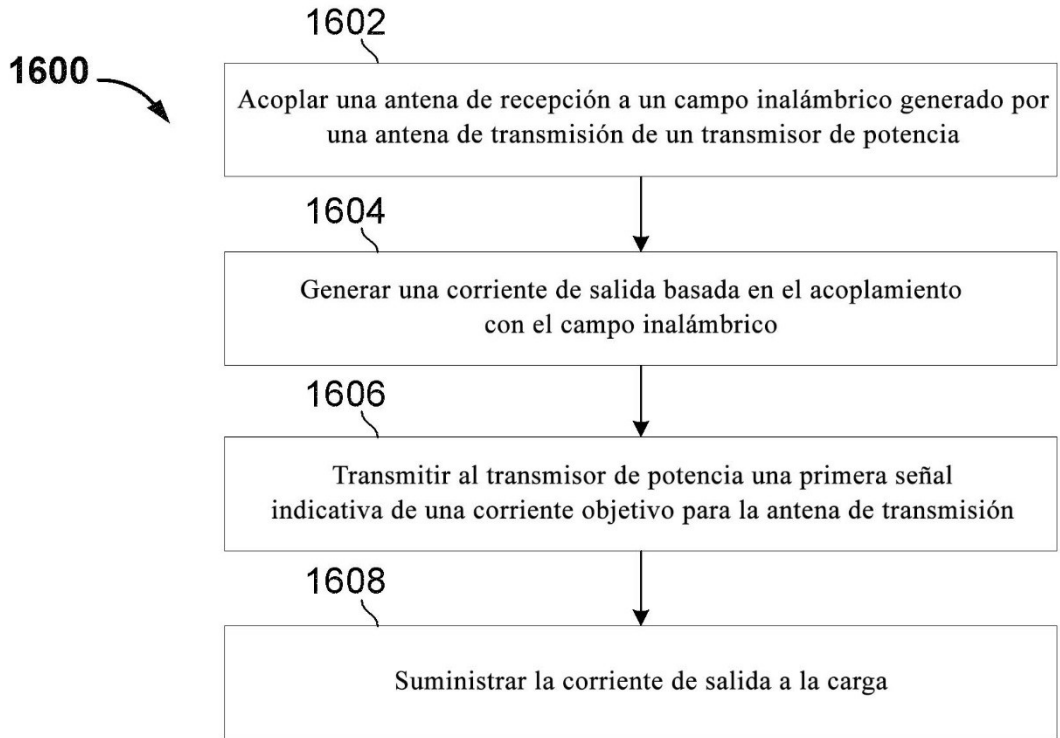 1602
1600
Acoplar una antena de recepción a un campo inalámbrico generado por
una antena de transmisión de un transmisor de potencia
1604
Generar una corriente de salida basada en el acoplamiento
con el campo inalámbrico
1606
Transmitir al transmisor de potencia una primera señal
indicativa de una corriente objetivo para la antena de transmisión
1608
Suministrar la corriente de salida a la carga